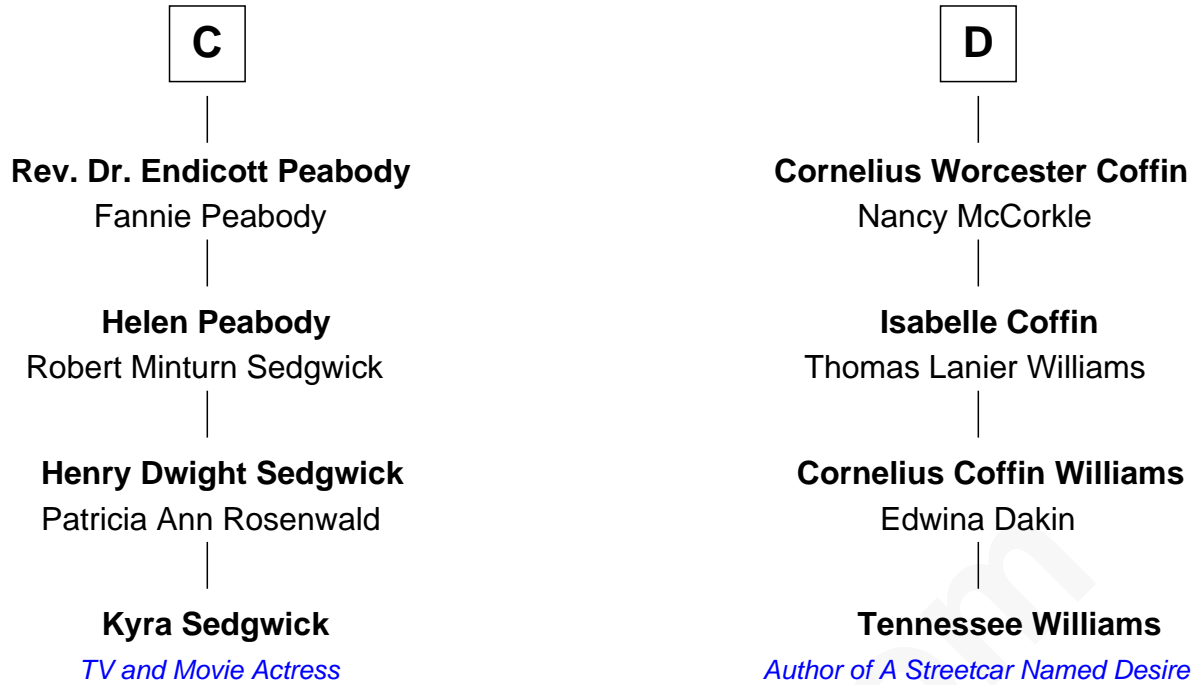 C
Rev. Dr. Endicott Peabody
Fannie Peabody
Helen Peabody
Robert Minturn Sedgwick
Henry Dwight Sedgwick
Patricia Ann Rosenwald
Kyra Sedgwick
TV and Movie Actress
D
Cornelius Worcester Coffin
Nancy McCorkle
Isabelle Coffin
Thomas Lanier Williams
Cornelius Coffin Williams
Edwina Dakin
Tennessee Williams
Author of A Streetcar Named Desire